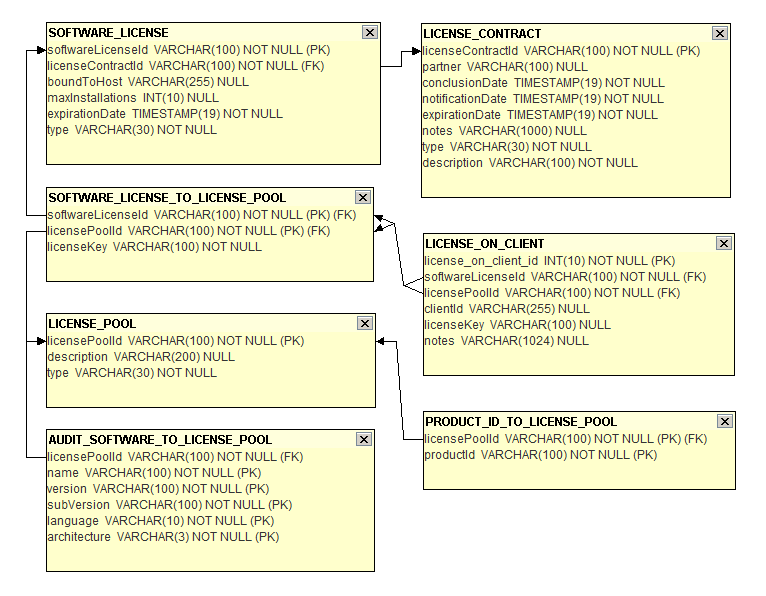 SOFTWARE_LICENSE
softwareLicenseId VARCHAR(100) NOT NULL (PK)
licenseContractId VARCHAR(100) NOT NULL (FK)
boundToHost VARCHAR(255) NULL
maxInstallations INT(10) NULL
expirationDate TIMESTAMP(19) NOT NULL
type VARCHAR(30) NOT NULL
LICENSE_CONTRACT
licenseContractId VARCHAR(100) NOT NULL (PK)
partner VARCHAR(100) NULL
conclusionDate TIMESTAMP(19) NOT NULL
notificationDate TIMESTAMP(19) NOT NULL
expirationDate TIMESTAMP(19) NOT NULL
notes VARCHAR(1000) NULL
type VARCHAR(30) NOT NULL
description VARCHAR(100) NOT NULL
SOFTWARE_LICENSE_TO_LICENSE_POOL
softwareLicenseId VARCHAR(100) NOT NULL (PK) (FK)
licensePoolId VARCHAR(100) NOT NULL (PK) (FK)
licenseKey VARCHAR(100) NOT NULL
LICENSE_ON_CLIENT
license_on_client_id INT(10) NOT NULL (PK)
softwareLicenseId VARCHAR(100) NOT NULL (FK)
licensePoolId VARCHAR(100) NOT NULL (FK)
clientId VARCHAR(255) NULL
licenseKey VARCHAR(100) NULL
notes VARCHAR(1024) NULL
LICENSE_POOL
licensePoolId VARCHAR(100) NOT NULL (PK)
description VARCHAR(200) NULL
type VARCHAR(30) NOT NULL
PRODUCT_ID_TO_LICENSE_POOL
licensePoolId VARCHAR(100) NOT NULL (PK) (FK)
productId VARCHAR(100) NOT NULL (PK)
AUDIT_SOFTWARE_TO_LICENSE_POOL
licensePoolId VARCHAR(100) NOT NULL (FK)
name VARCHAR(100) NOT NULL (PK)
version VARCHAR(100) NOT NULL (PK)
subVersion VARCHAR(100) NOT NULL (PK)
language VARCHAR(10) NOT NULL (PK)
architecture VARCHAR(3) NOT NULL (PK)